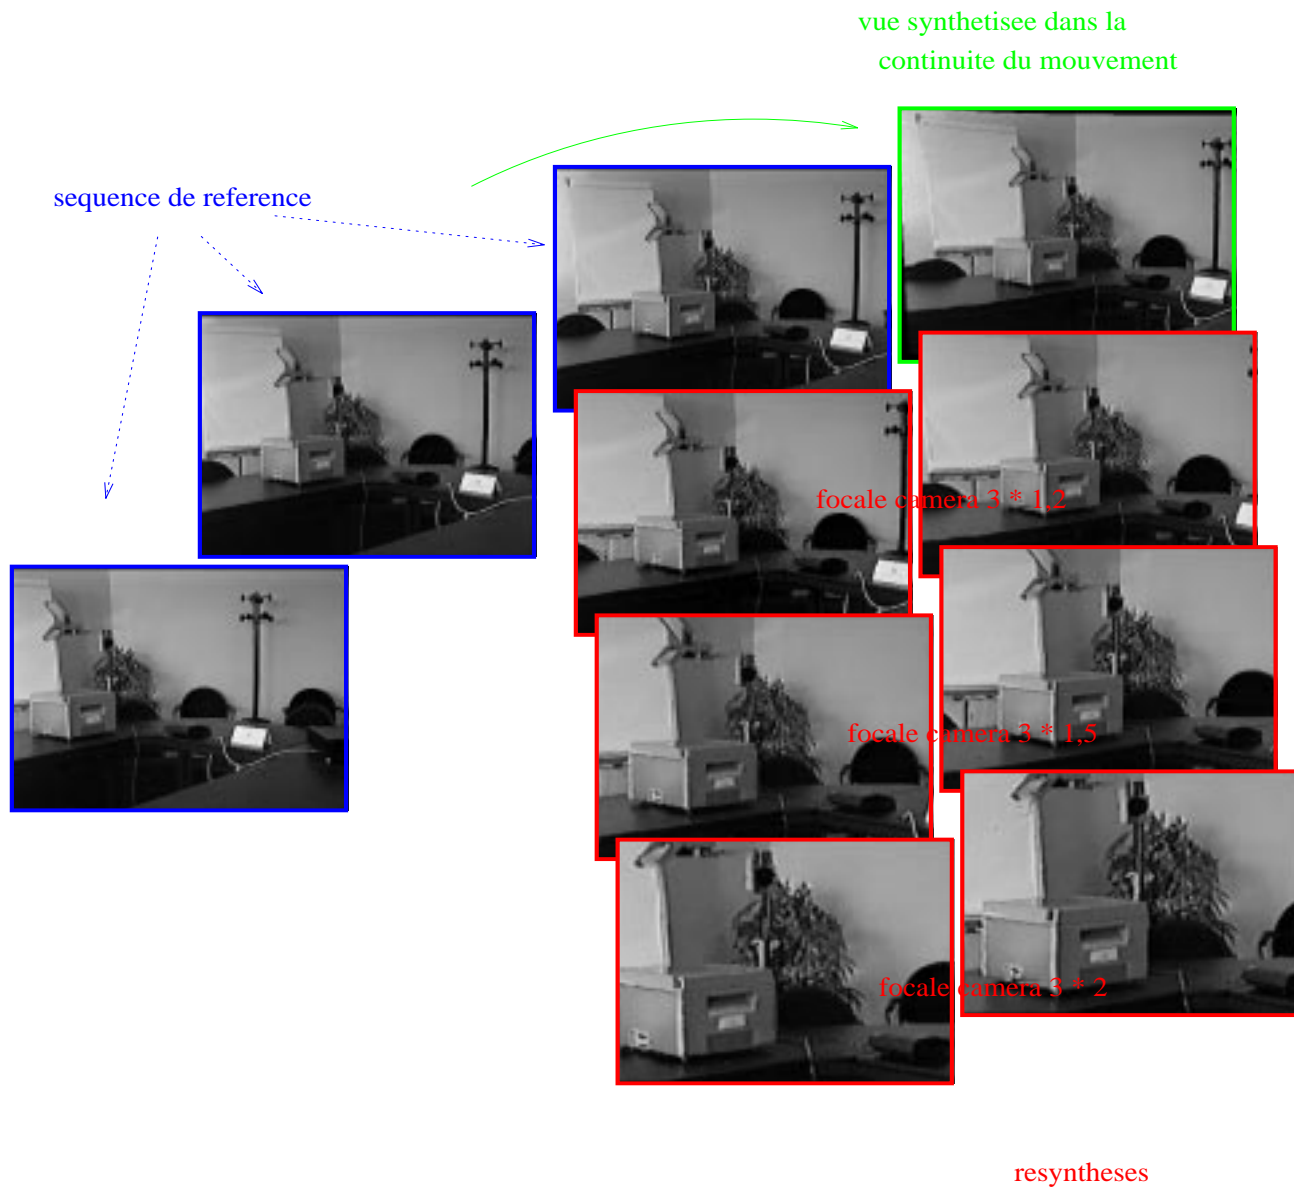 vue synthetisee dans la
continuite du mouvement
sequence de reference
focale camera 3 * 1,2
focale camera 3 * 1,5
focale camera 3 * 2
resyntheses